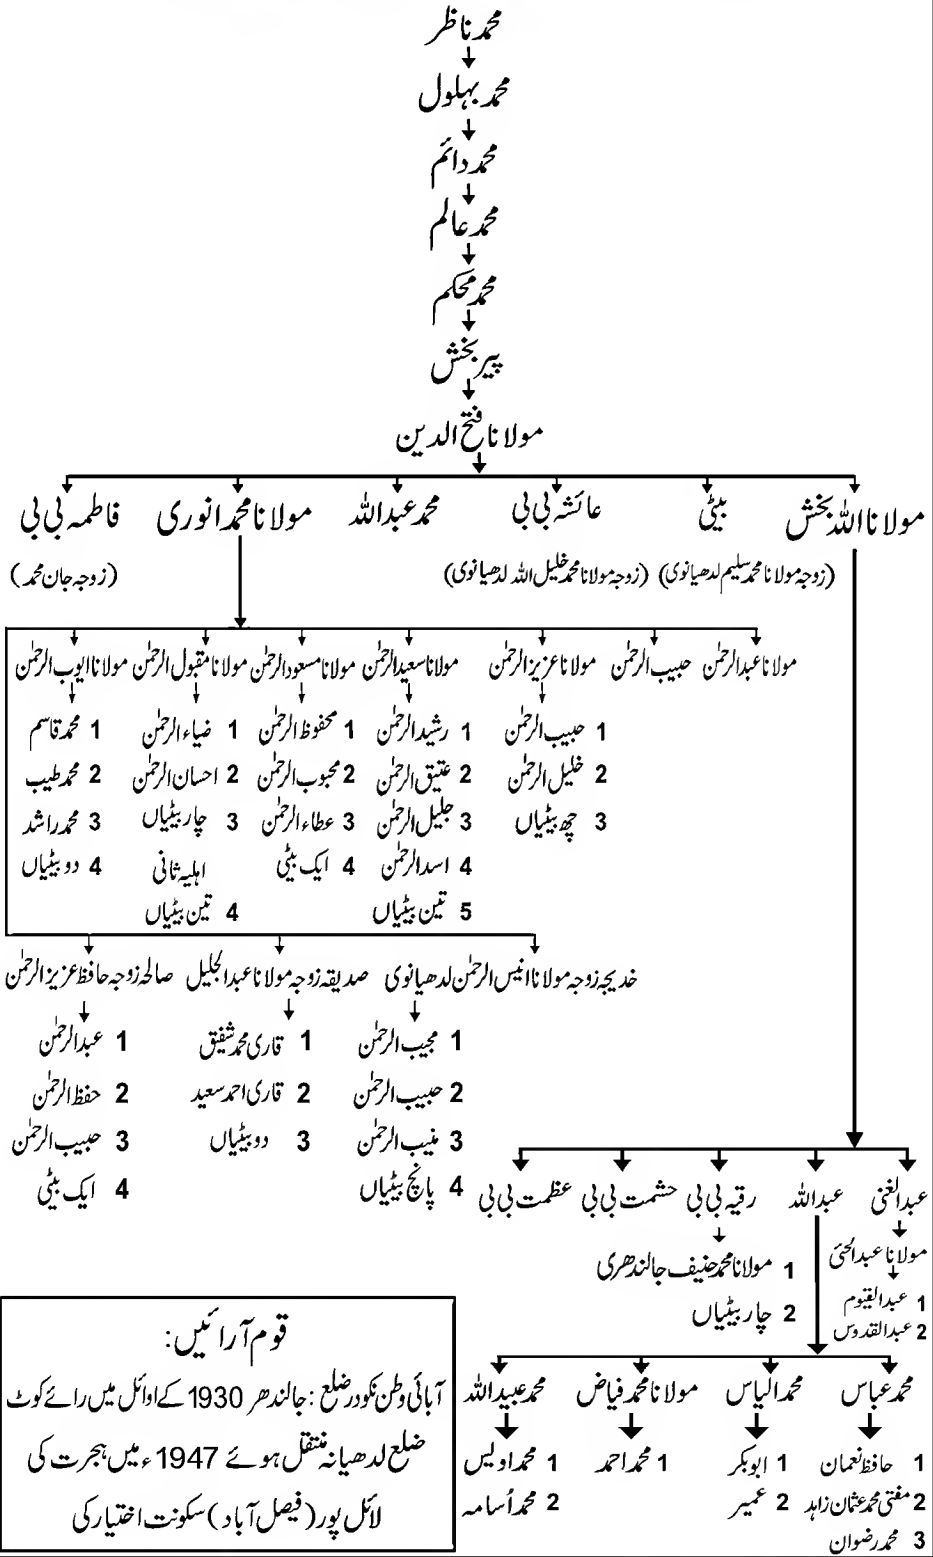 محمد ناظر
محمد بہلول
محمد دائم
محمد عالم
محمد محکم
پیر بخش
مولانا فتح الدین
مولانا اللہ بخش بیٹی عائشہ بی بی محمد عبداللہ مولانا محمد انوری فاطمہ بی بی
(زوجہ مولانا محمد سلیم لدھیانوی) (زوجہ مولانا محمد خلیل اللہ لدھیانوی) (زوجہ جان محمد)
مولانا عبدالرحمٰن حبیب الرحمٰن مولانا عزیز الرحمٰن مولانا سعید الرحمٰن مولانا مسعود الرحمٰن مولانا مقبول الرحمٰن مولانا ایوب الرحمٰن
1 حبیب الرحمٰن
2 خلیل الرحمٰن
3 چھ بیٹیاں
1 رشید الرحمٰن
2 عتیق الرحمٰن
3 جلیل الرحمٰن
4 اسد الرحمٰن
5 تین بیٹیاں
1 محفوظ الرحمٰن
2 محبوب الرحمٰن
3 عطاء الرحمٰن
4 ایک بیٹی
1 ضیاء الرحمٰن
2 احسان الرحمٰن
3 چار بیٹیاں
اہلیہ ثانی
4 تین بیٹیاں
1 محمد قاسم
2 محمد طیب
3 محمد راشد
4 دو بیٹیاں
خدیجہ زوجہ مولانا انیس الرحمٰن لدھیانوی صدیقہ زوجہ مولانا عبدالجلیل صالحہ زوجہ حافظ عزیز الرحمٰن
1 مجیب الرحمٰن
2 حبیب الرحمٰن
3 منیب الرحمٰن
4 پانچ بیٹیاں
1 قاری محمد شفیق
2 قاری احمد سعید
3 دو بیٹیاں
1 عبدالرحمٰن
2 حفظ الرحمٰن
3 حبیب الرحمٰن
4 ایک بیٹی
عبدالغنی عبداللہ رقیہ بی بی حشمت بی بی عظمت بی بی
مولانا عبدالحئی
1 عبدالقیوم
2 عبدالقدوس
1 مولانا محمد حنیف جالندھری
2 چار بیٹیاں
محمد عباس محمد الیاس مولانا محمد فیاض محمد عبیداللہ
1 حافظ نعمان
2 مفتی محمد عثمان زاہد
3 محمد رضوان
1 ابوبکر
2 عمیر
1 محمد احمد
1 محمد اویس
2 محمد اُسامہ
قوم آرائیں:
آبائی وطن نکودر ضلع : جالندھر 1930 کے اوائل میں رائے کوٹ
ضلع لدھیانہ منتقل ہوئے 1947ء میں ہجرت کی
لائل پور (فیصل آباد) سکونت اختیار کی